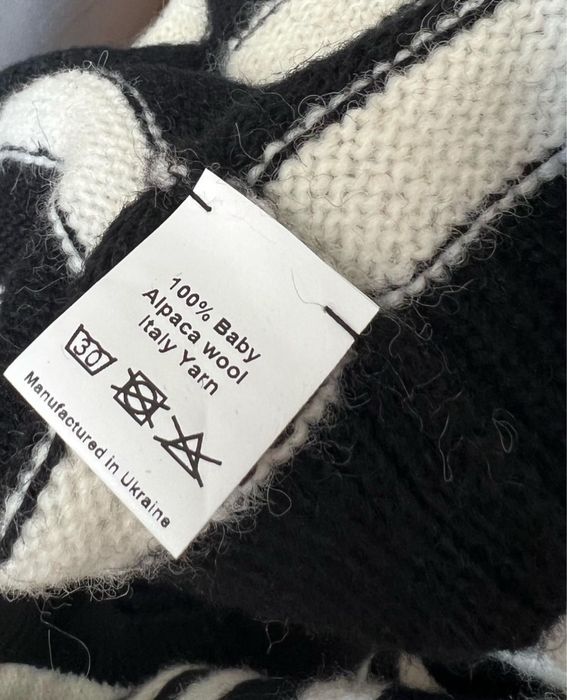 100% Baby
Alpaca wool
Italy Yarn
30
Manufactured in Ukraine